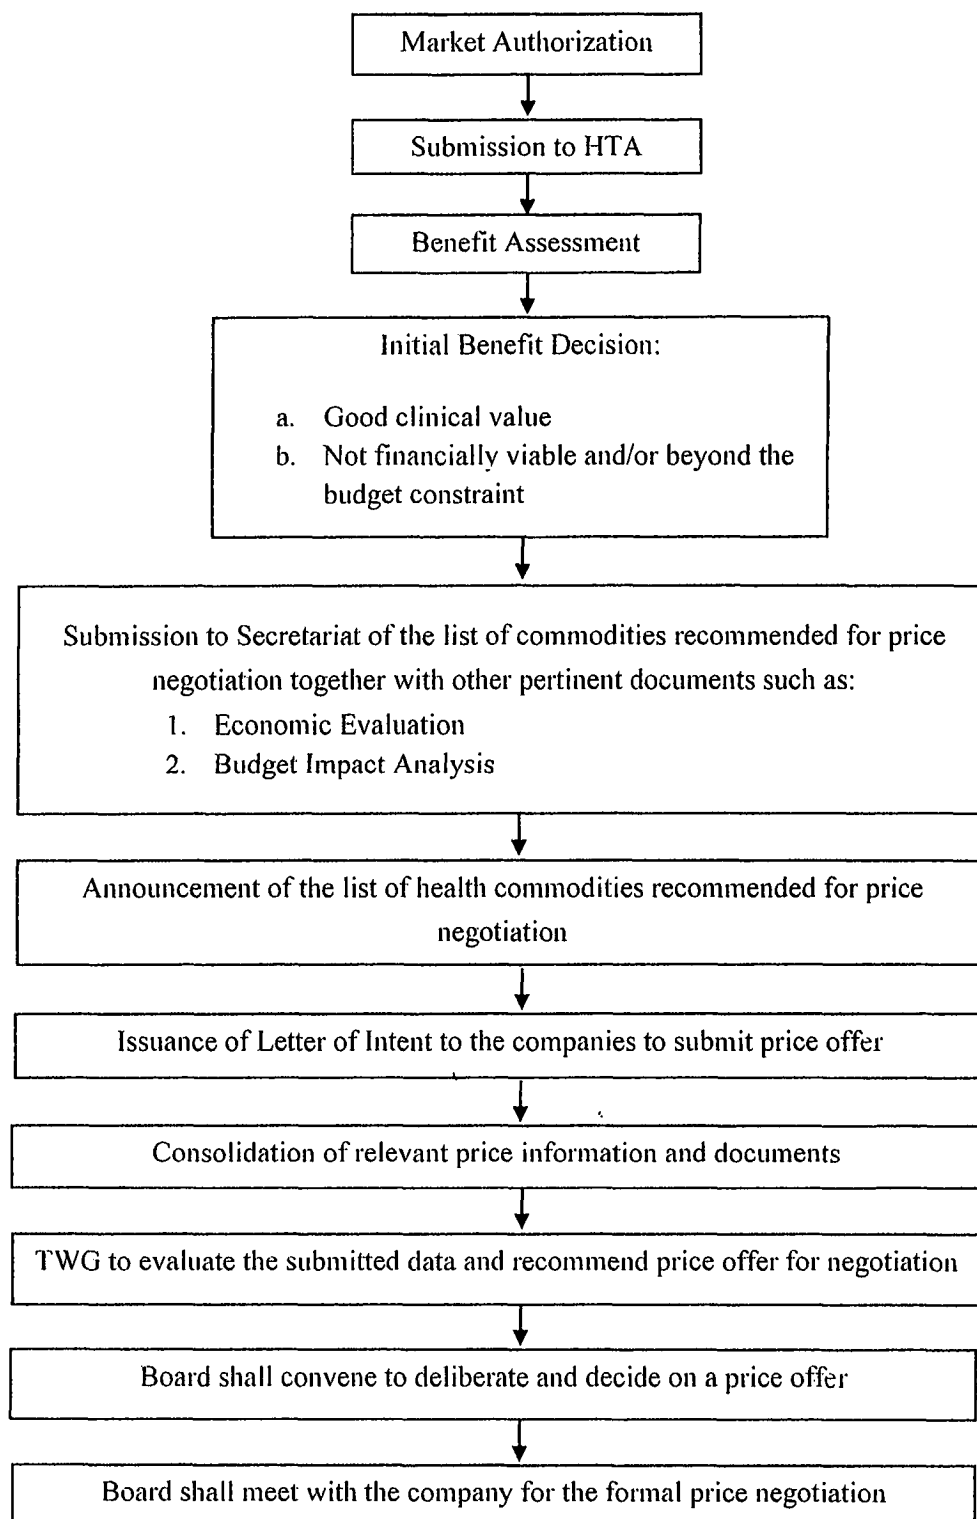 Market Authorization
Submission to HTA
Benefit Assessment
Initial Benefit Decision:
a. Good clinical value
b. Not financially viable and/or beyond the
budget constraint
Submission to Secretariat of the list of commodities recommended for price
negotiation together with other pertinent documents such as:
1. Economic Evaluation
2. Budget Impact Analysis
Announcement of the list of health commodities recommended for price
negotiation
Issuance of Letter of Intent to the companies to submit price offer
Consolidation of relevant price information and documents
TWG to evaluate the submitted data and recommend price offer for negotiation
Board shall convene to deliberate and decide on a price offer
Board shall meet with the company for the formal price negotiation